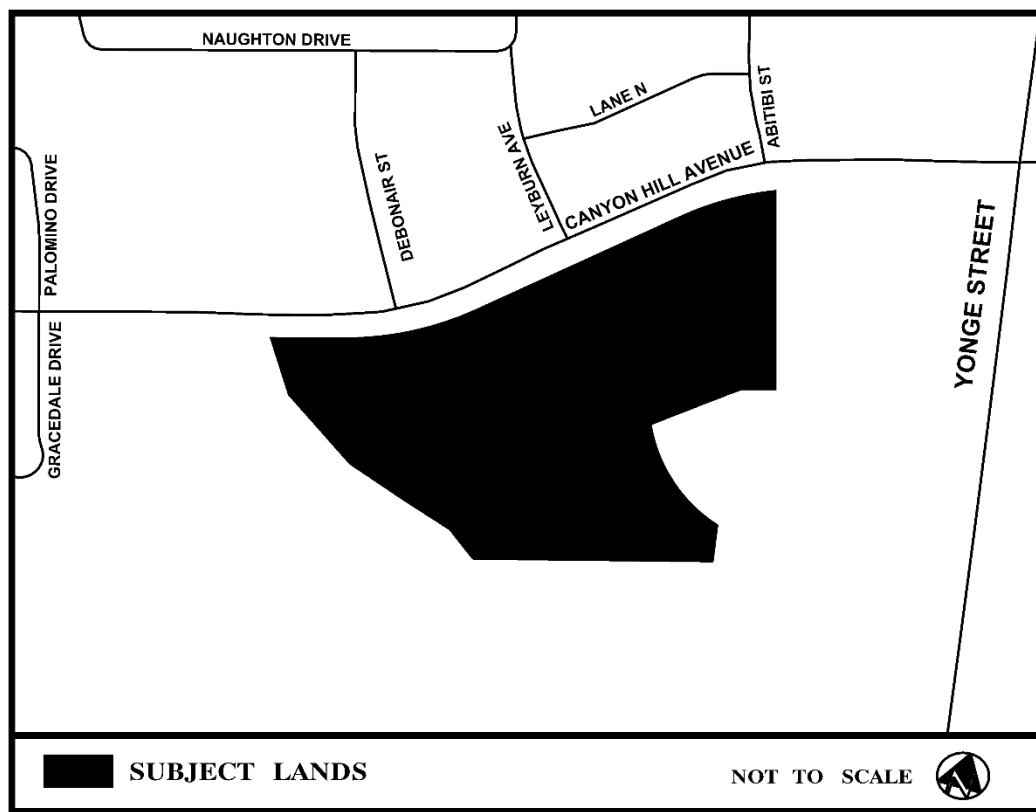 NAUGHTON DRIVE
LANE N
ABITIBI ST
LEYBURN AVE
DEBONAIR ST
CANYON HILL AVENUE
PALOMINO DRIVE
GRACEDALE DRIVE
YONGE STREET
SUBJECT LANDS
NOT TO SCALE